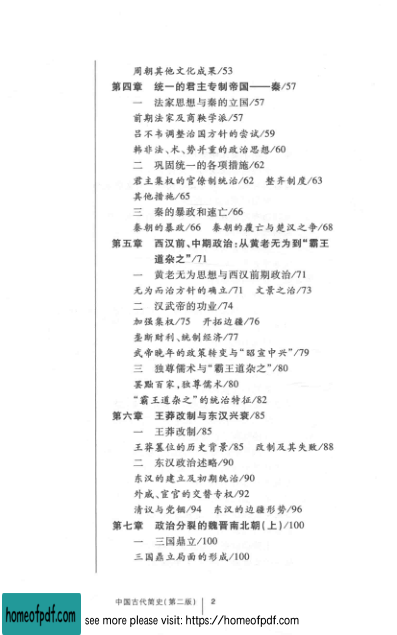 周朝其他文化成果/53
第四章 统一的君主专制帝国——秦/57
一 法家思想与秦的立国/57
前期法家及商鞅学派/57
吕不韦调整治国方针的尝试/59
韩非法、术、势并重的政治思想/60
二 巩固统一的各项措施/62
君主集权的官僚制统治/62 整齐制度/63
其他措施/65
三 秦的暴政和速亡/66
秦朝的暴政/66 秦朝的覆亡与楚汉之争/68
第五章 西汉前、中期政治:从黄老无为到“霸王
道杂之”/71
一 黄老无为思想与西汉前期政治/71
无为而治方针的确立/71 文景之治/73
二 汉武帝的功业/74
加强集权/75 开拓边疆/76
垄断财利、统制经济/77
武帝晚年的政策转变与“昭宣中兴”/79
三 独尊儒术与“霸王道杂之”/80
罢黜百家,独尊儒术/80
“霸王道杂之”的统治特征/82
第六章 王莽改制与东汉兴衰/85
一 王莽改制/85
王莽篡位的历史背景/85 改制及其失败/88
二 东汉政治述略/90
东汉的建立及初期统治/90
外戚、宦官的交替专权/92
清议与党锢/94 东汉的边疆形势/96
第七章 政治分裂的魏晋南北朝(上)/100
一 三国鼎立/100
三国鼎立局面的形成/100
中国古代简史(第二版) 2
homeofpdf.com see more please visit: https://homeofpdf.com